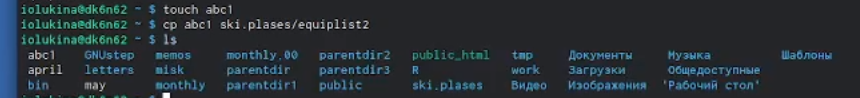 iolukina@dk6n62 ~ $ touch abc1
iolukina@dk6n62 ~ $ cp abc1 ski.plases/equiplist2
iolukina@dk6n62 ~ $ ls
abc1 GNUstep memos monthly.00 parentdir2 public_html tmp Документы Музыка Шаблоны
april letters misk parentdir parentdir3 R work Загрузки Общедоступные
bin may monthly parentdir1 public ski.plases Видео Изображения 'Рабочий стол'